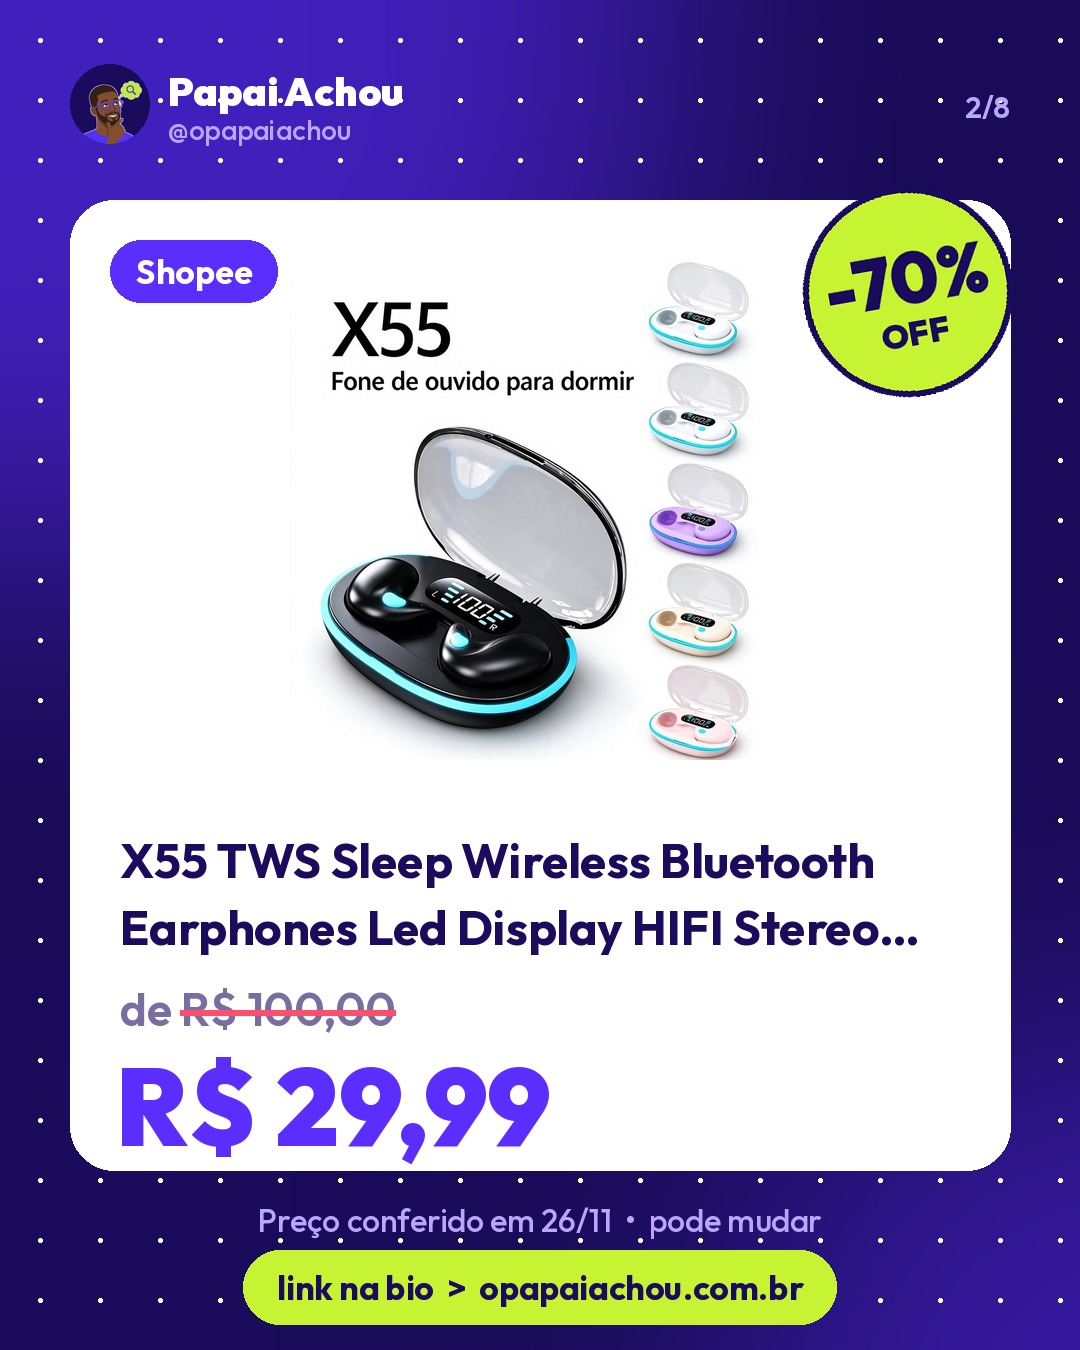 PapaiAchou
@opapaiachou
2/8
Shopee
-70%
OFF
X55
Fone de ouvido para dormir
L 100 R
X55 TWS Sleep Wireless Bluetooth
Earphones Led Display HIFI Stereo...
de R$ 100,00
R$ 29,99
Preço conferido em 26/11 • pode mudar
link na bio > opapaiachou.com.br